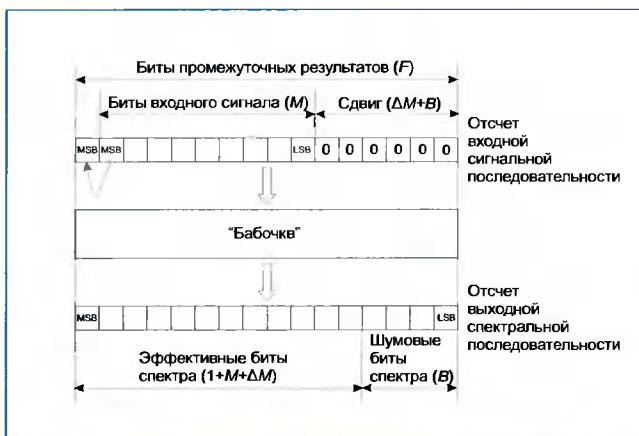 Биты промежуточных результатов (F)
Биты входного сигнала (M)
Сдвиг (ΔM+B)
MSB MSB LSB 0 0 0 0 0 0
Отсчет
входной
сигнальной
последовательности
"Бабочкв"
MSB LSB
Отсчет
выходной
спектральной
последовательности
Эффективные биты
спектра (1+M+ΔM)
Шумовые
биты
спектра (B)